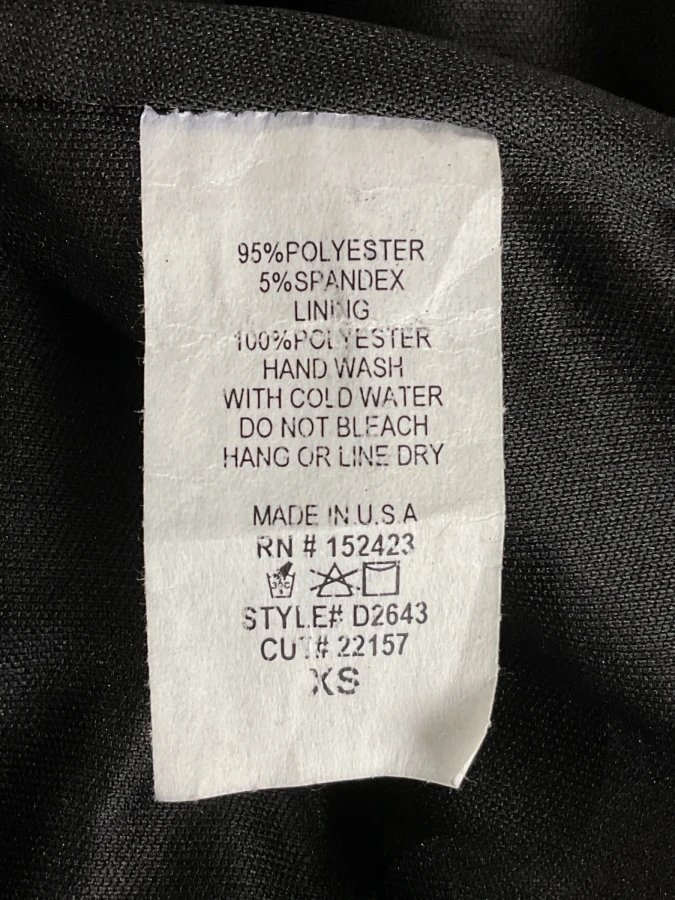 95%POLYESTER
5%SPANDEX
LINING
100%POLYESTER
HAND WASH
WITH COLD WATER
DO NOT BLEACH
HANG OR LINE DRY
MADE IN U.S.A
RN # 152423
STYLE# D2643
CUT# 22157
XS